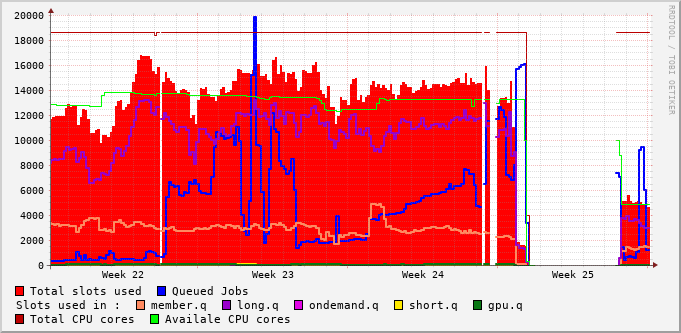 20000
18000
16000
14000
12000
10000
8000
6000
4000
2000
0
Week 22 Week 23 Week 24 Week 25
Total slots used Queued Jobs
Slots used in : member.q long.q ondemand.q short.q gpu.q
Total CPU cores Availale CPU cores
RRDTOOL / TOBI OETIKER